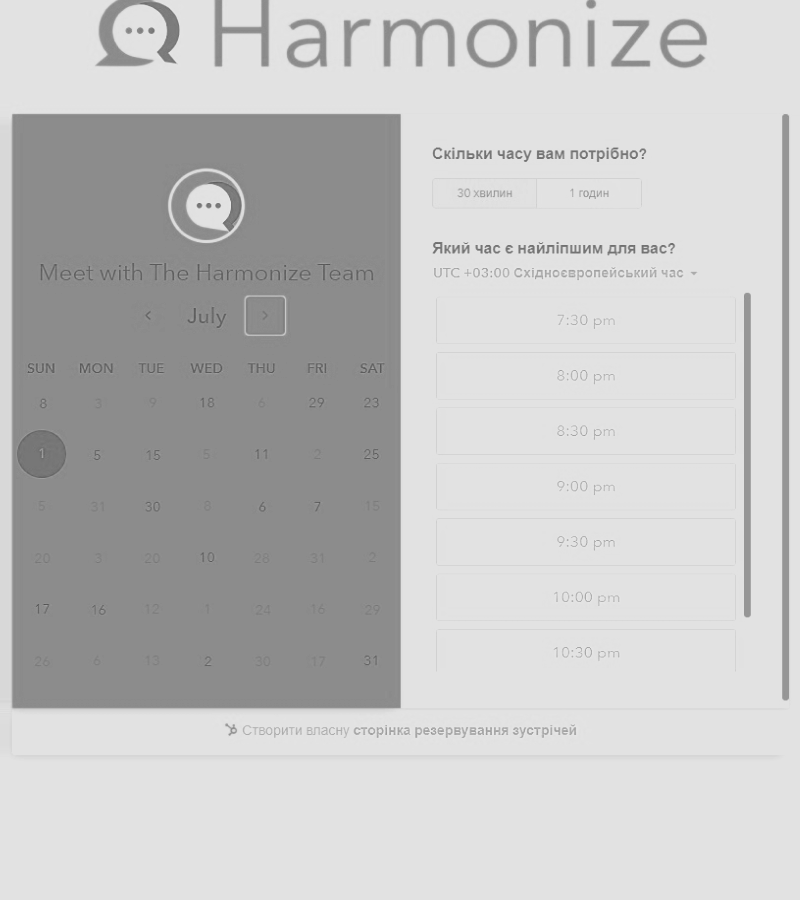 Harmonize
Meet with The Harmonize Team
July
SUN MON TUE WED THU FRI SAT
8 3 9 18 6 29 23
1 5 15 5 11 2 25
5 31 30 8 6 7 15
20 3 20 10 28 31 2
17 16 12 1 24 16 29
26 6 13 2 30 17 31
Скільки часу вам потрібно?
30 хвилин 1 годин
Який час є найліпшим для вас?
UTC +03:00 Східноєвропейський час
7:30 pm
8:00 pm
8:30 pm
9:00 pm
9:30 pm
10:00 pm
10:30 pm
Створити власну сторінка резервування зустрічей